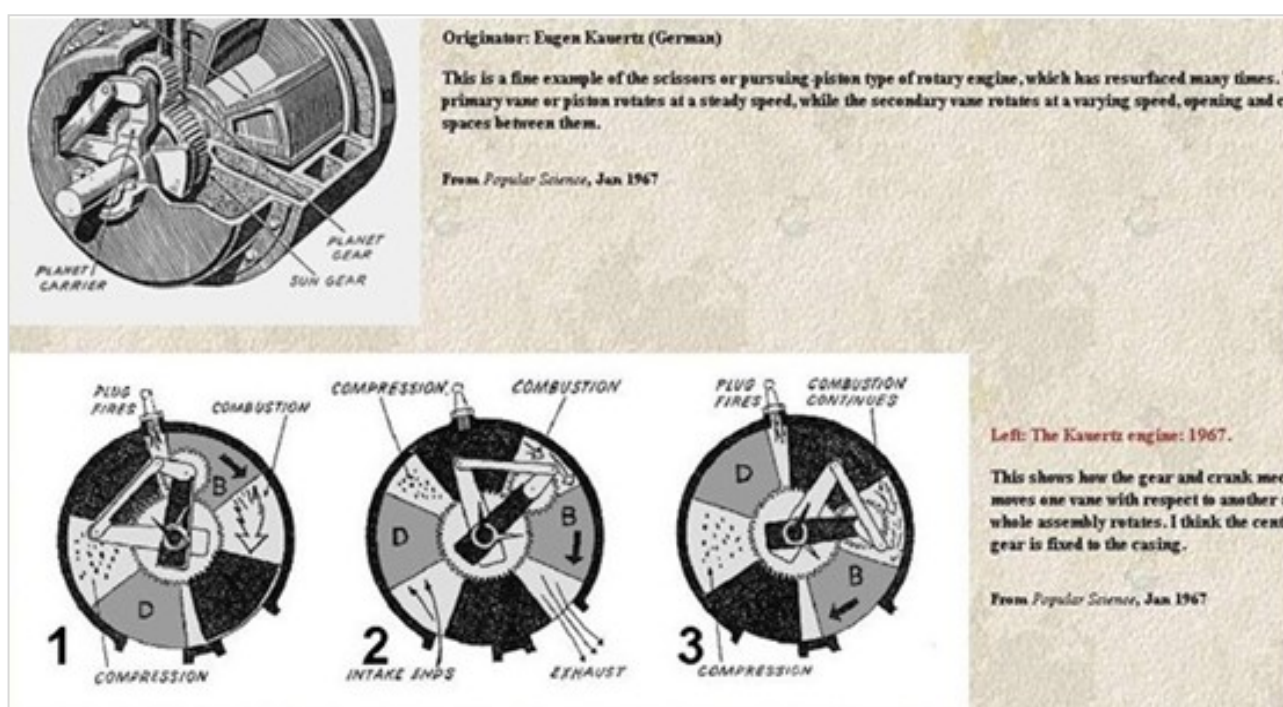 Originator: Eugen Kauertz (German)
This is a fine example of the scissors or pursuing-piston type of rotary engine, which has resurfaced many times.
primary vane or piston rotates at a steady speed, while the secondary vane rotates at a varying speed, opening and
spaces between them.
From Popular Science, Jan 1967
PLANET
GEAR
PLANET
CARRIER
SUN GEAR
PLUG
FIRES
COMBUSTION
B
D
1
COMPRESSION
COMPRESSION
COMBUSTION
D
B
2
INTAKE ENDS
EXHAUST
PLUG
FIRES
COMBUSTION
CONTINUES
D
B
3
COMPRESSION
Left: The Kauertz engine: 1967.
This shows how the gear and crank
moves one vane with respect to another
whole assembly rotates. I think the
gear is fixed to the casing.
From Popular Science, Jan 1967